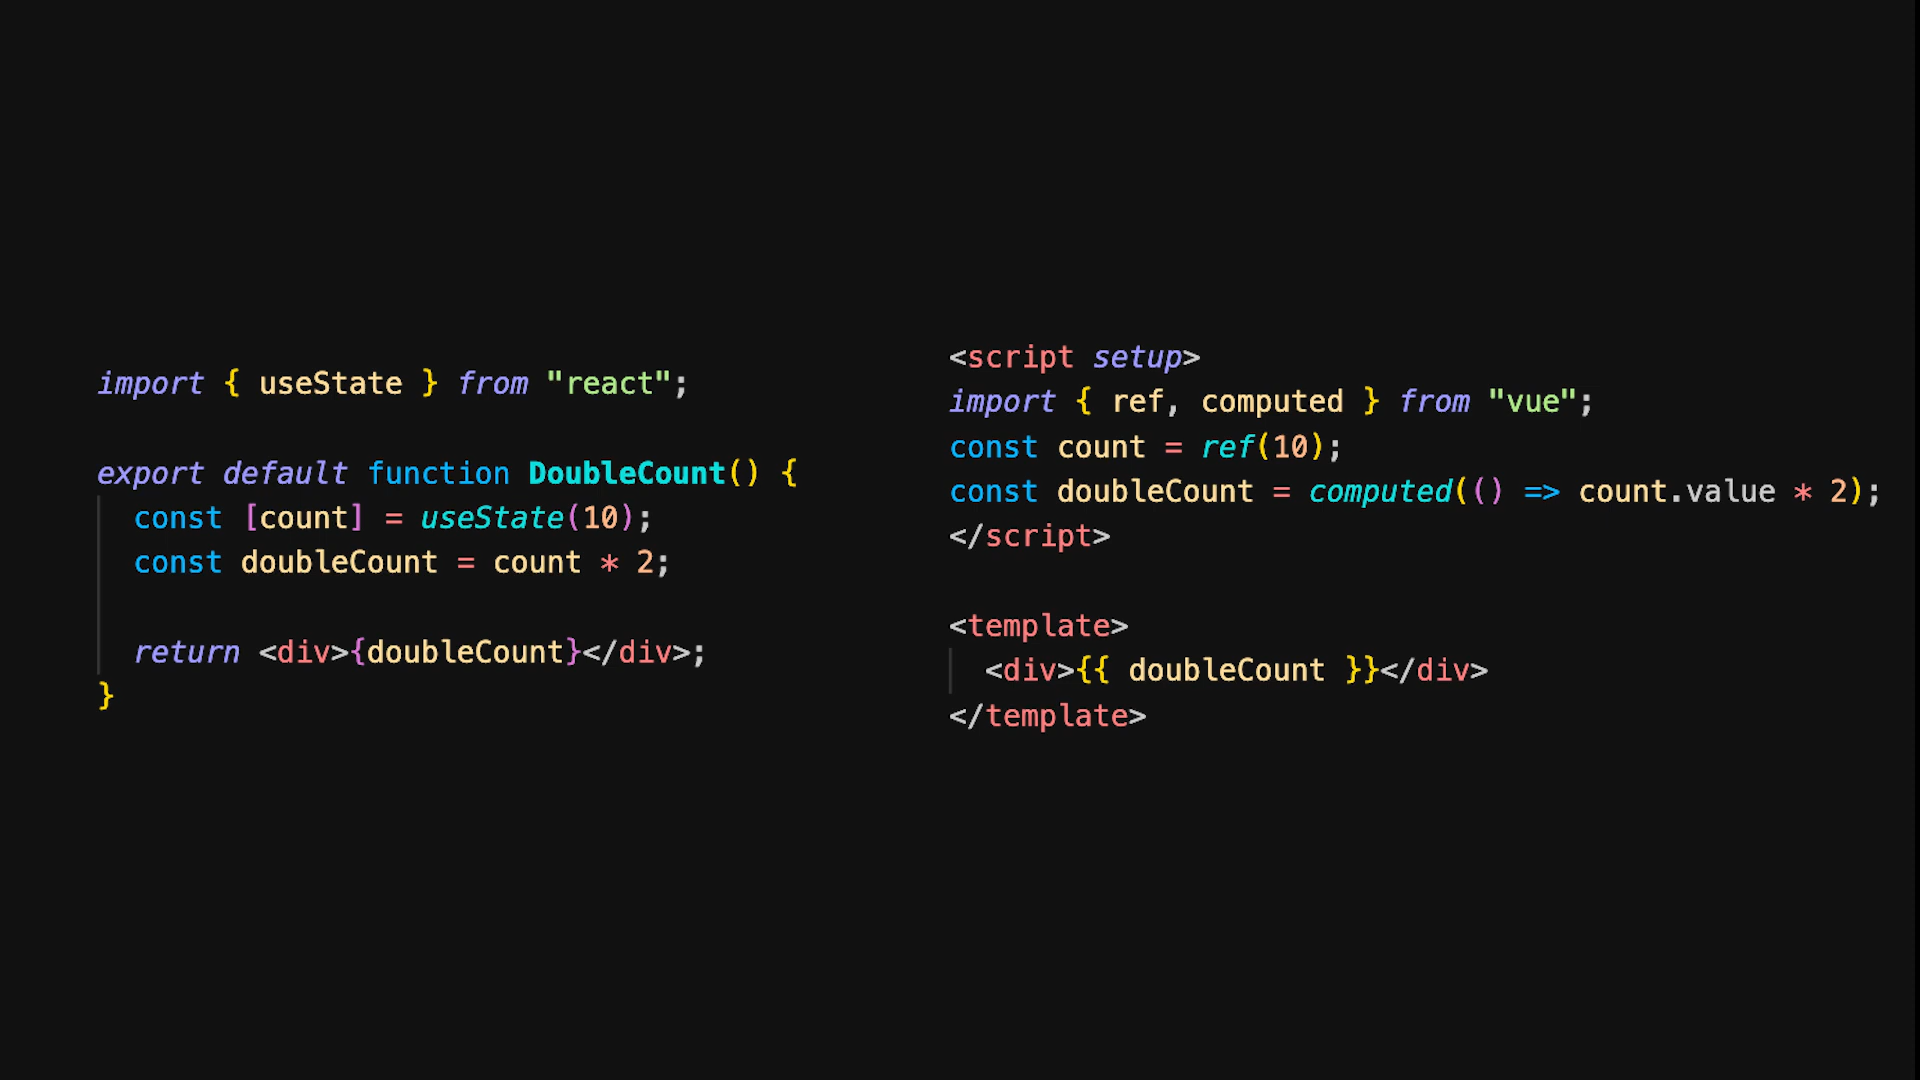 import { useState } from "react";
export default function DoubleCount() {
const [count] = useState(10);
const doubleCount = count * 2;
return <div>{doubleCount}</div>;
}
<script setup>
import { ref, computed } from "vue";
const count = ref(10);
const doubleCount = computed(() => count.value * 2);
</script>
<template>
<div>{{ doubleCount }}</div>
</template>